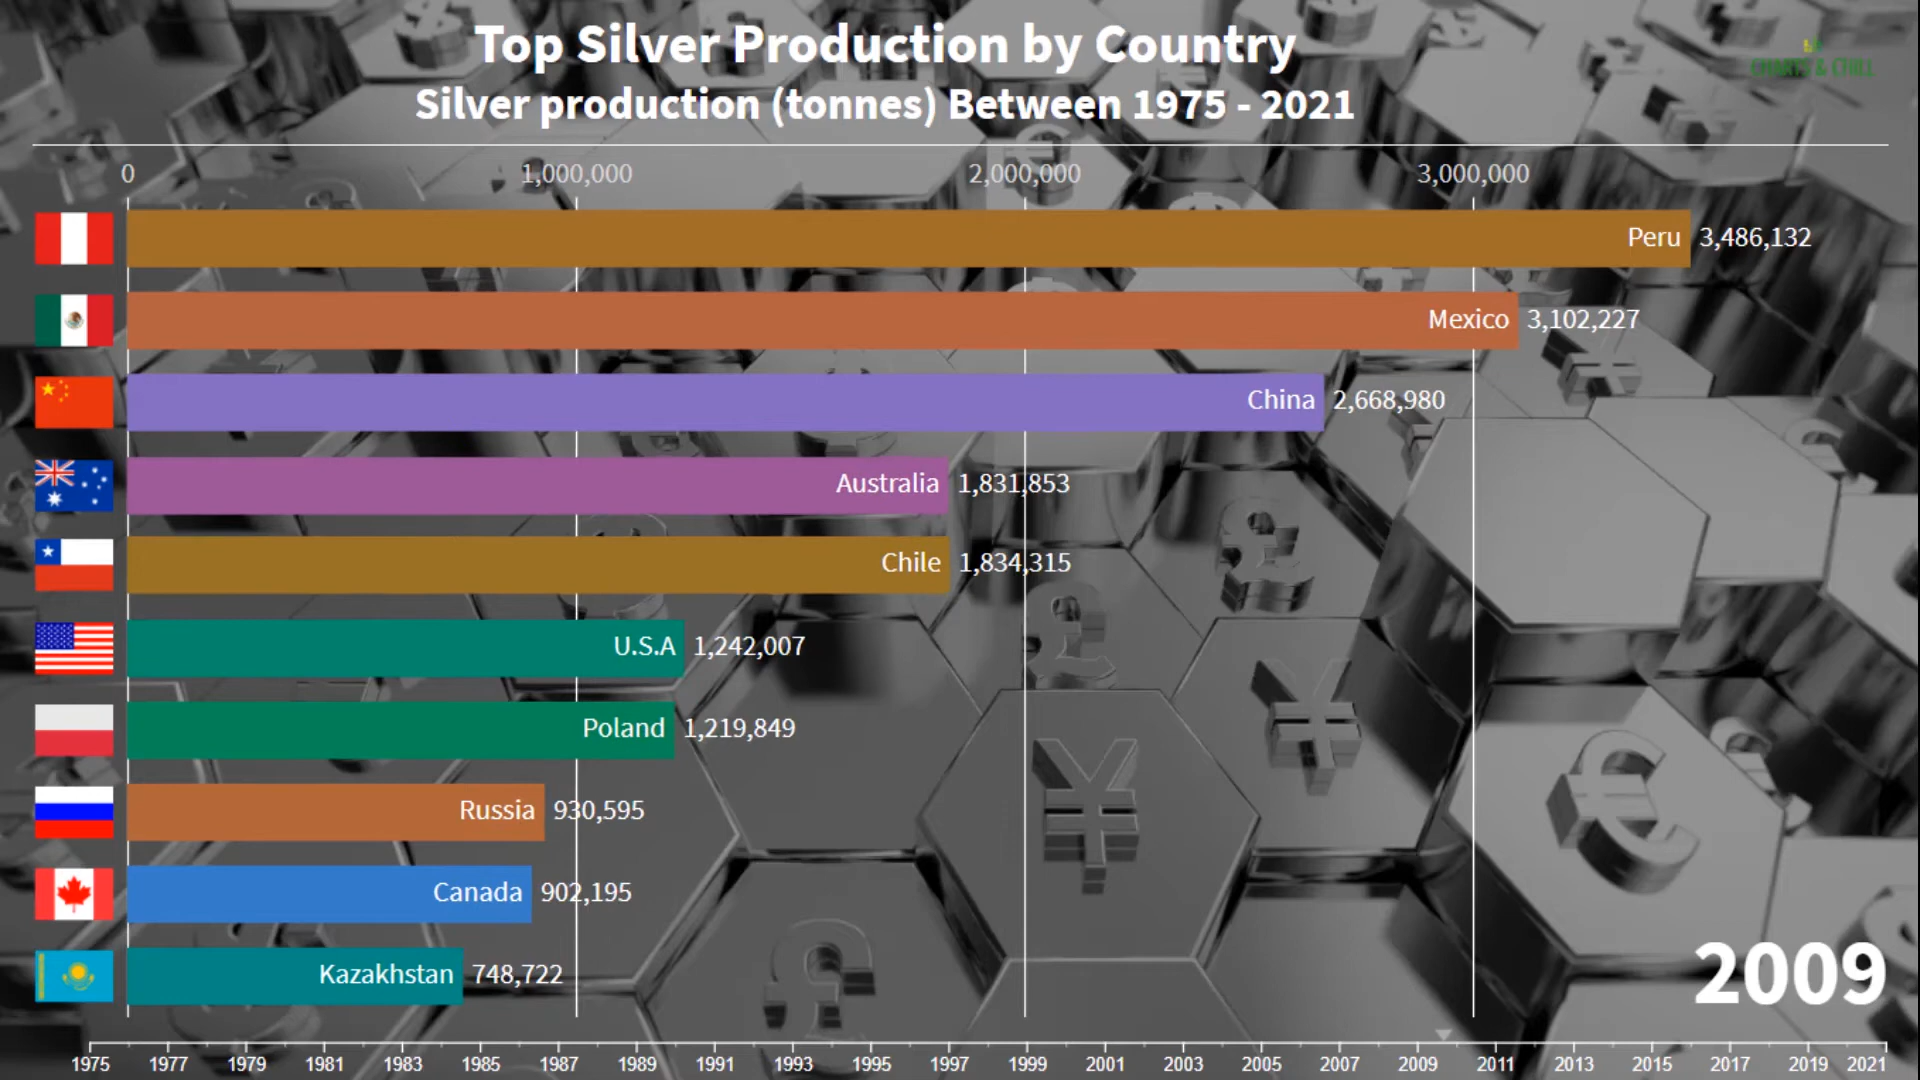 Top Silver Production by Country
Silver production (tonnes) Between 1975 - 2021
CHARTS & CHILL
0 1,000,000 2,000,000 3,000,000
Peru 3,486,132
Mexico 3,102,227
China 2,668,980
Australia 1,831,853
Chile 1,834,315
U.S.A 1,242,007
Poland 1,219,849
Russia 930,595
Canada 902,195
Kazakhstan 748,722
2009
1975 1977 1979 1981 1983 1985 1987 1989 1991 1993 1995 1997 1999 2001 2003 2005 2007 2009 2011 2013 2015 2017 2019 2021